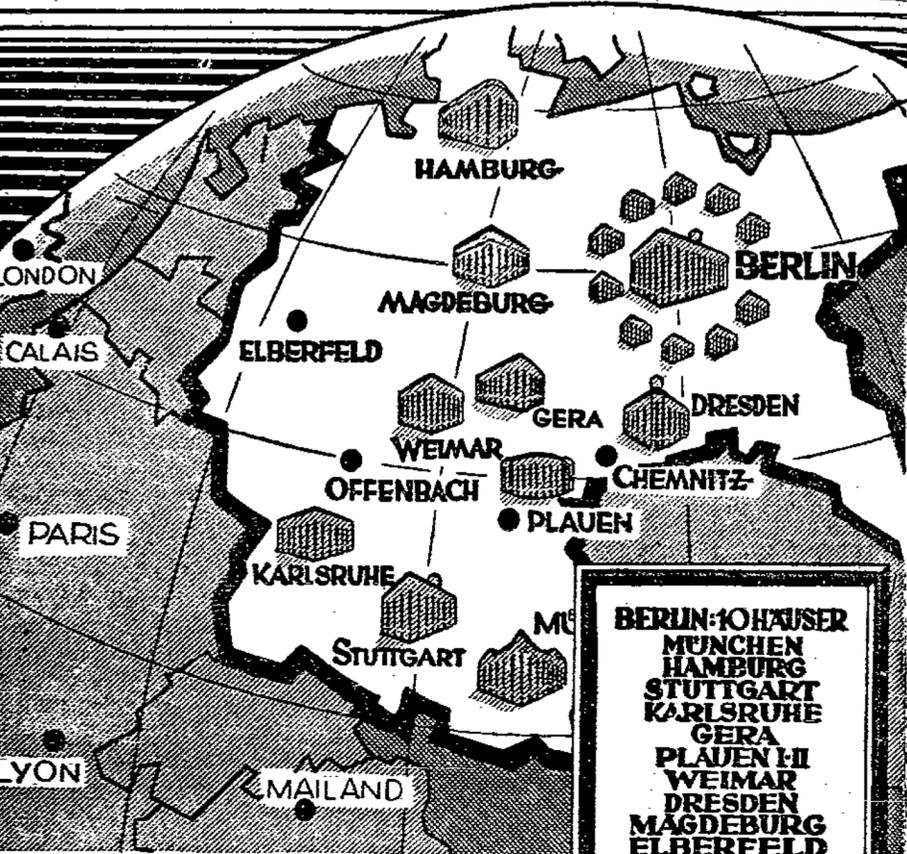 HAMBURG
LONDON
MAGDEBURG
BERLIN
CALAIS
ELBERFELD
GERA
DRESDEN
WEIMAR
OFFENBACH
CHEMNITZ
PARIS
PLAUEN
KARLSRUHE
MÜ
STUTTGART
LYON
MAILAND
BERLIN:10 HÄUSER
MÜNCHEN
HAMBURG
STUTTGART
KARLSRUHE
GERA
PLAUEN I·II
WEIMAR
DRESDEN
MAGDEBURG
ELBERFELD